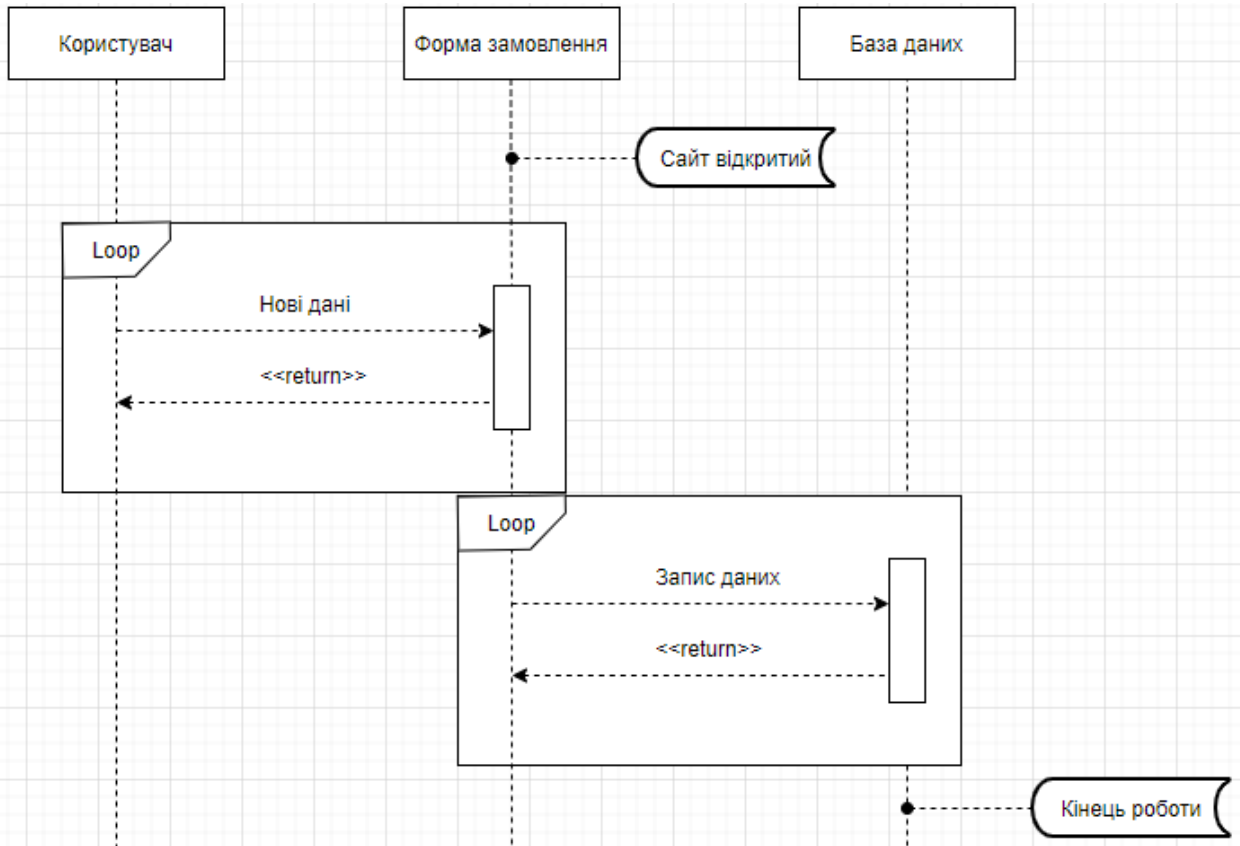 Користувач
Форма замовлення
База даних
Сайт відкритий
Loop
Нові дані
<<return>>
Loop
Запис даних
<<return>>
Кінець роботи